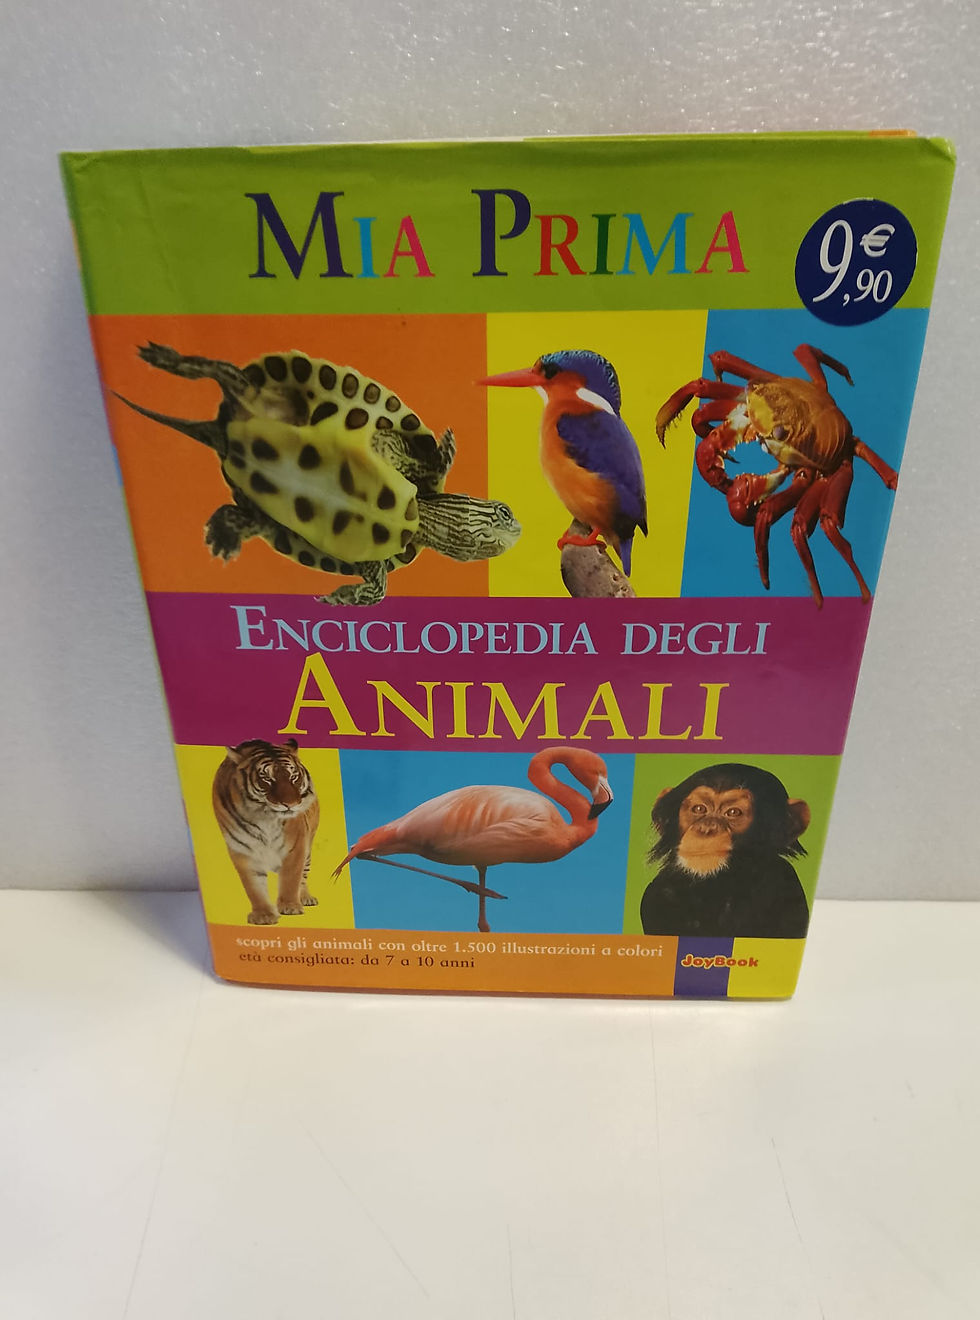 MIA PRIMA
9,90 €
ENCICLOPEDIA DEGLI
ANIMALI
scopri gli animali con oltre 1.500 illustrazioni a colori
età consigliata: da 7 a 10 anni
JoyBook